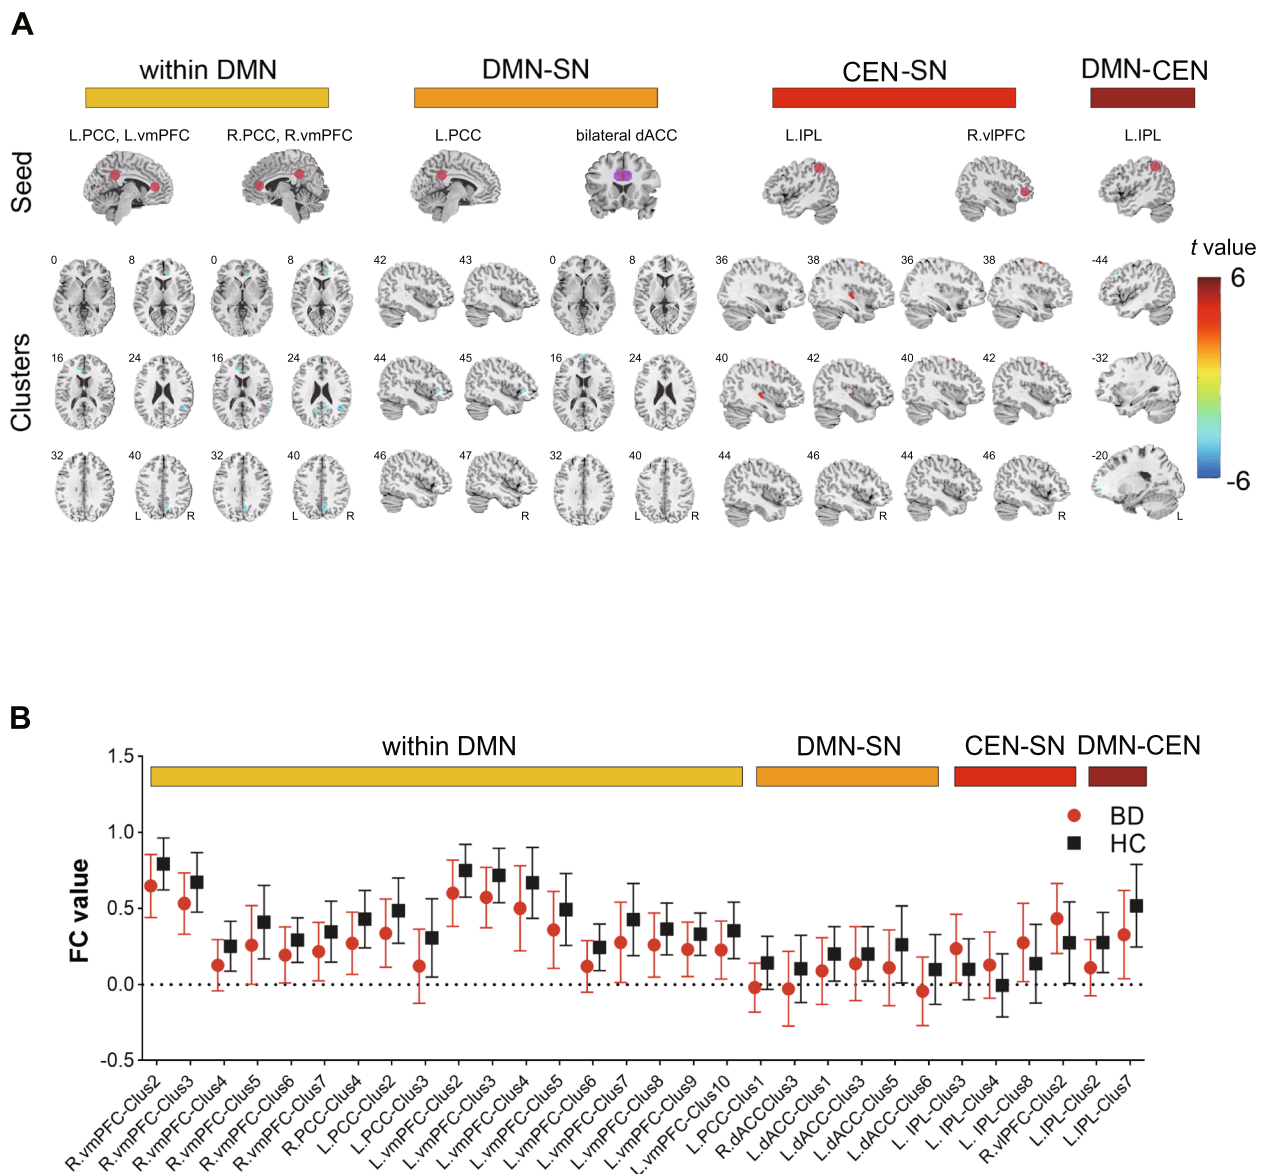 A
within DMN DMN-SN CEN-SN DMN-CEN
L.PCC, L.vmPFC R.PCC, R.vmPFC L.PCC bilateral dACC L.IPL R.vlPFC L.IPL
Seed
t value
0 8 0 8 42 43 0 8 36 38 36 38 -44
6
Clusters
16 24 16 24 44 45 16 24 40 42 40 42 -32
32 40 32 40 46 47 32 40 44 46 44 46 -20
-6
L R L R R L R R R L
B
within DMN DMN-SN CEN-SN DMN-CEN
1.5
BD
1.0
HC
FC value
0.5
0.0
-0.5
R.vmPFC-Clus2
R.vmPFC-Clus3
R.vmPFC-Clus4
R.vmPFC-Clus5
R.vmPFC-Clus6
R.vmPFC-Clus7
R.PCC-Clus4
L.PCC-Clus2
L.PCC-Clus3
L.vmPFC-Clus2
L.vmPFC-Clus3
L.vmPFC-Clus4
L.vmPFC-Clus5
L.vmPFC-Clus6
L.vmPFC-Clus7
L.vmPFC-Clus8
L.vmPFC-Clus9
L.vmPFC-Clus10
L.PCC-Clus1
R.dACCClus3
L.dACC-Clus1
L.dACC-Clus3
L.dACC-Clus5
L.dACC-Clus6
L. IPL-Clus3
L. IPL-Clus4
L. IPL-Clus8
R.vlPFC-Clus2
L.IPL-Clus2
L.IPL-Clus7